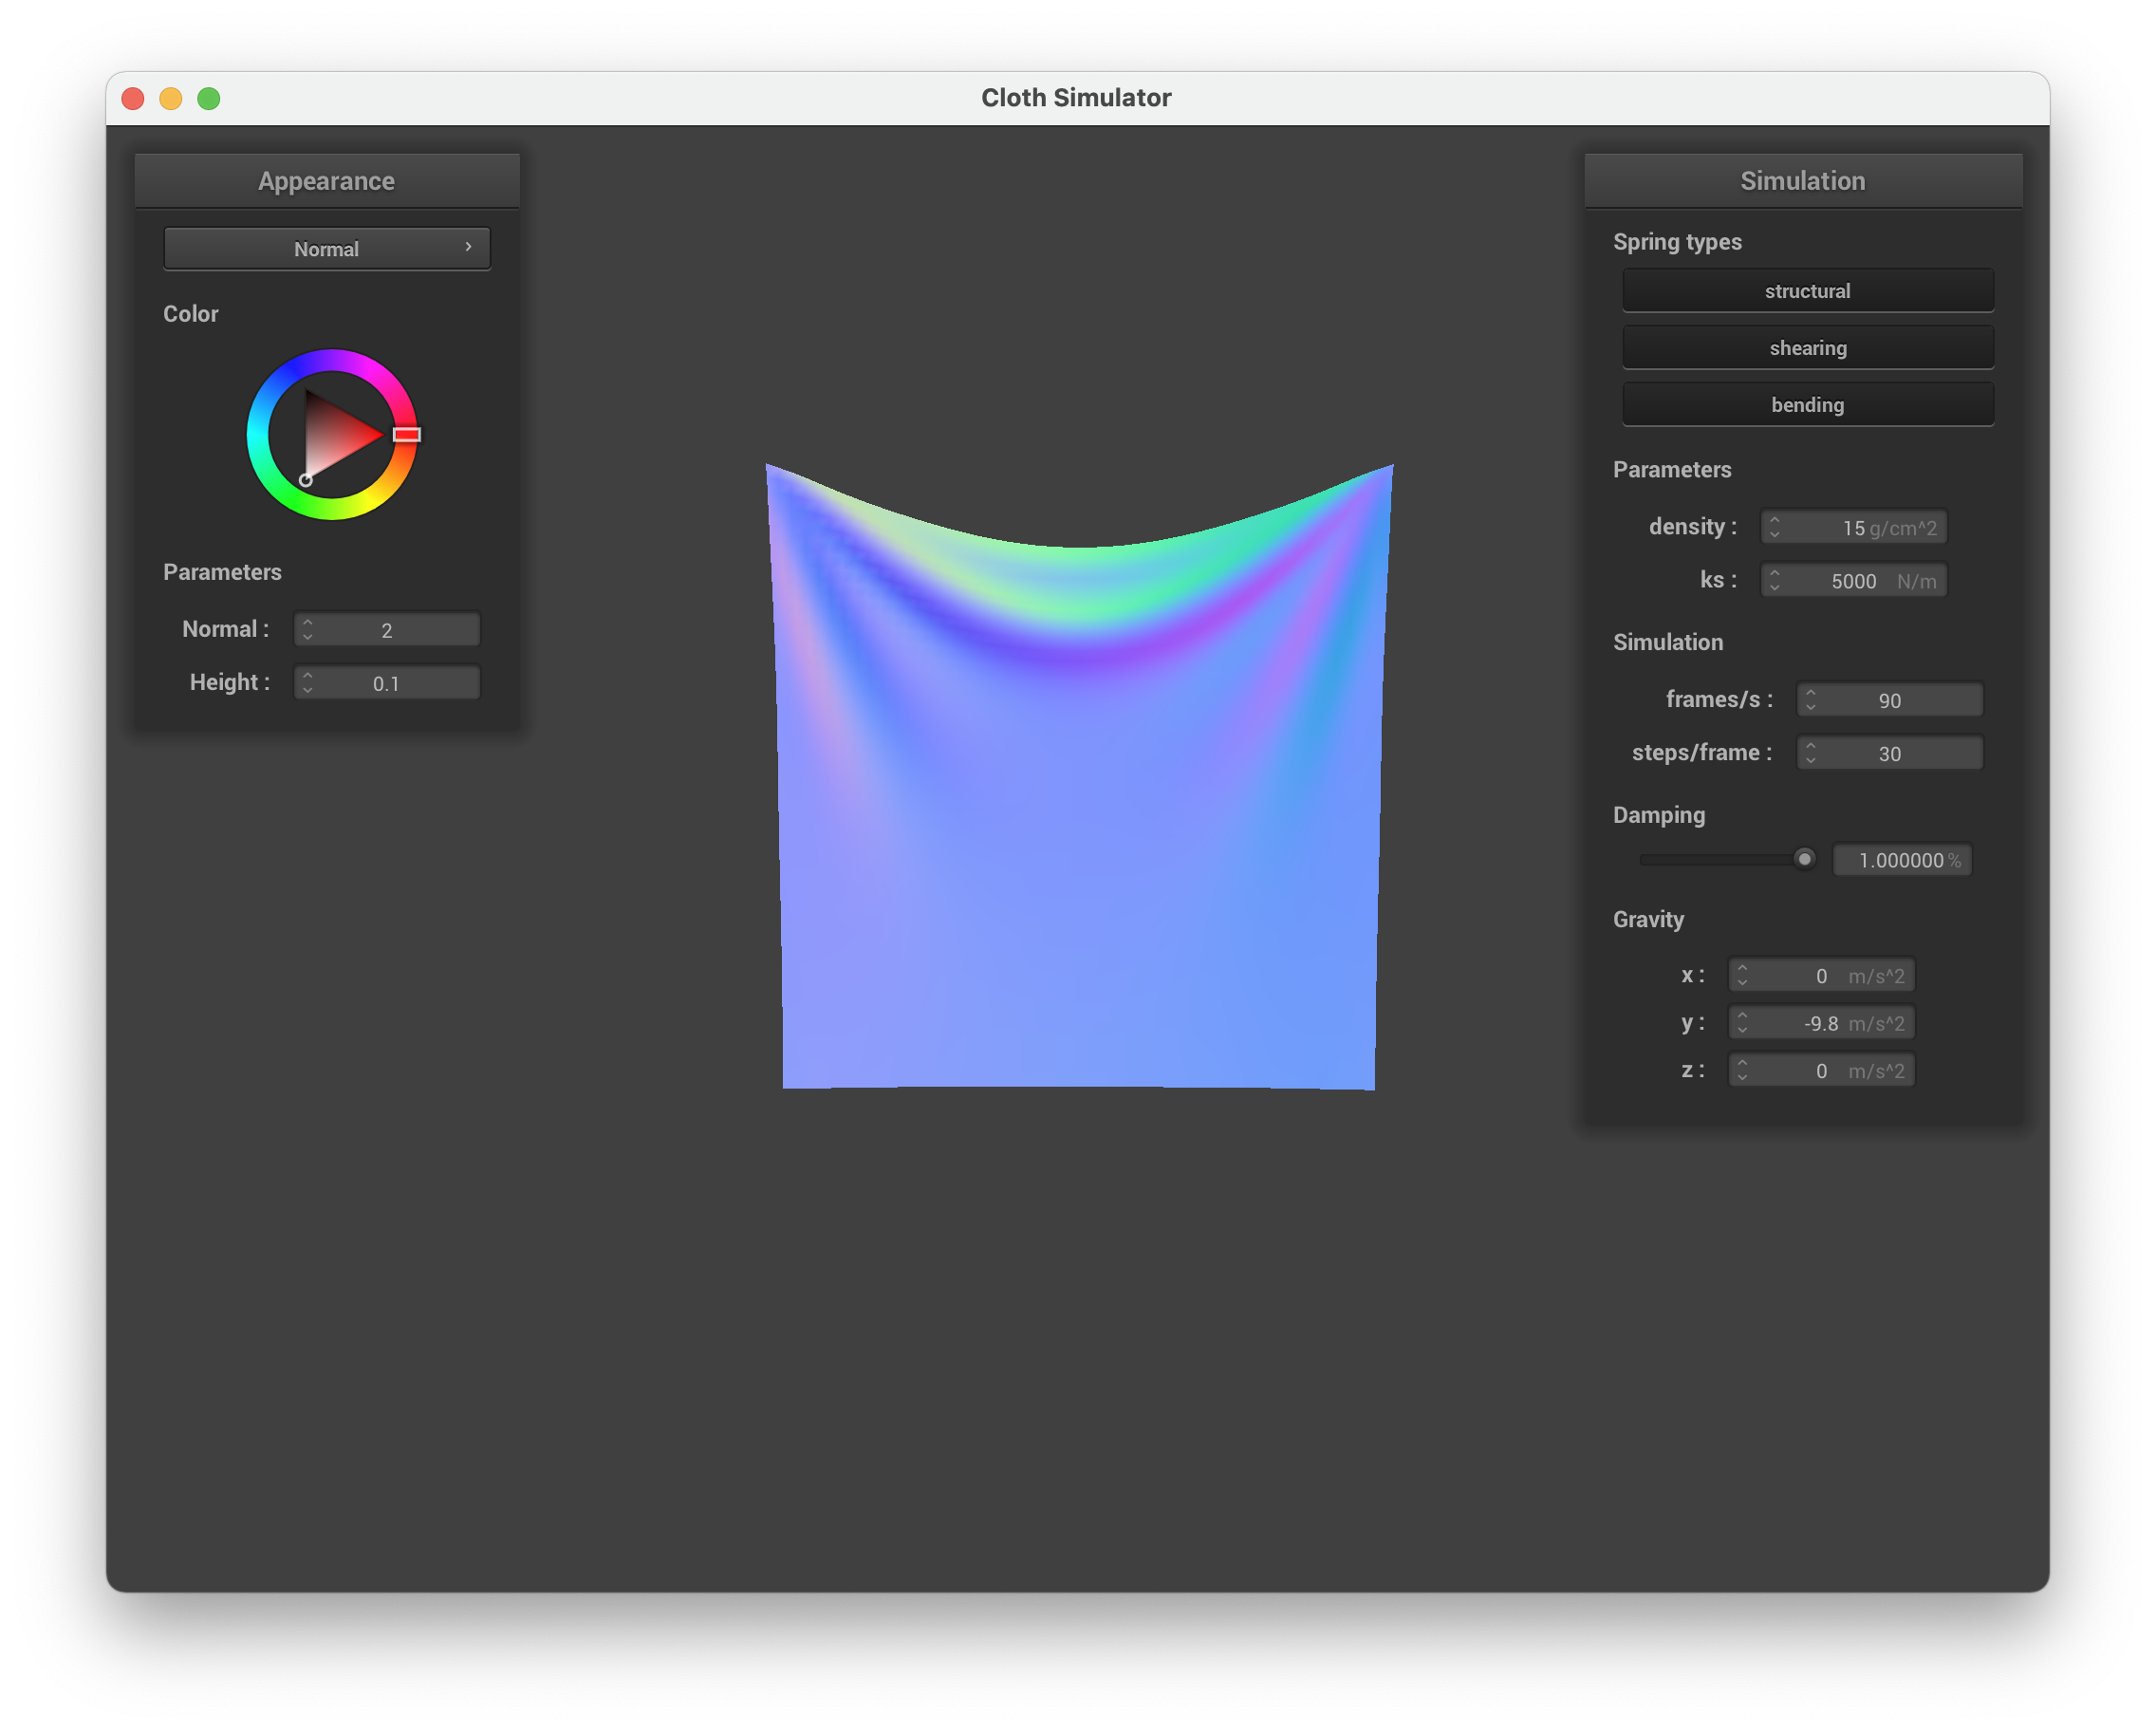 Cloth Simulator
Appearance
Normal
Color
Parameters
Normal : 2
Height : 0.1
Simulation
Spring types
structural
shearing
bending
Parameters
density : 15 g/cm^2
ks : 5000 N/m
Simulation
frames/s : 90
steps/frame : 30
Damping
1.000000 %
Gravity
x : 0 m/s^2
y : -9.8 m/s^2
z : 0 m/s^2